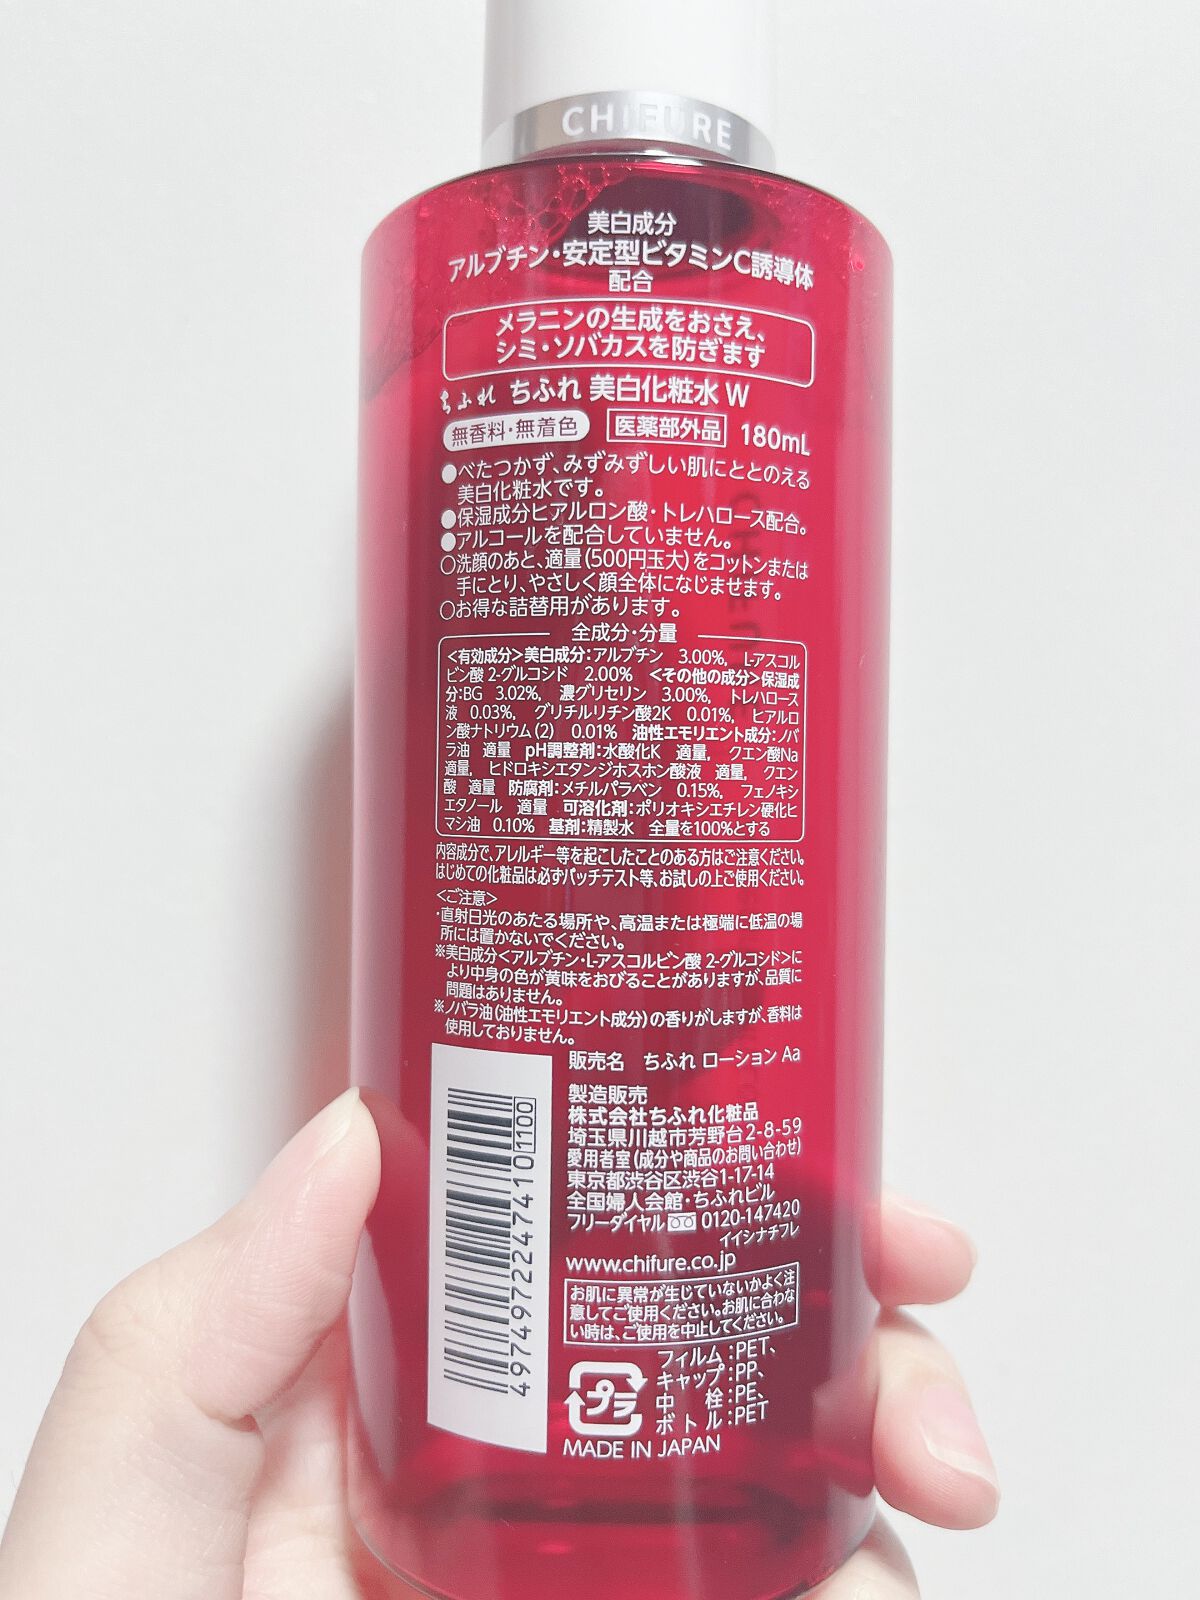 CHIFURE
美白成分
アルブチン・安定型ビタミンC誘導体
配合
メラニンの生成をおさえ、
シミ・ソバカスを防ぎます
ちふれ ちふれ 美白化粧水 W
無香料・無着色 医薬部外品 180mL
●べたつかず、みずみずしい肌にととのえる
美白化粧水です。
●保湿成分ヒアルロン酸・トレハロース配合。
●アルコールを配合していません。
○洗顔のあと、適量(500円玉大)をコットンまたは
手にとり、やさしく顔全体になじませます。
○お得な詰替用があります。
全成分・分量
<有効成分>美白成分:アルブチン 3.00%, L-アスコル
ビン酸 2-グルコシド 2.00% <その他の成分>保湿成
分:BG 3.02%, 濃グリセリン 3.00%, トレハロース
液 0.03%, グリチルリチン酸2K 0.01%, ヒアルロ
ン酸ナトリウム(2) 0.01% 油性エモリエント成分:ノバ
ラ油 適量 pH調整剤:水酸化K 適量, クエン酸Na
適量, ヒドロキシエタンジホスホン酸液 適量, クエン
酸 適量 防腐剤:メチルパラベン 0.15%, フェノキシ
エタノール 適量 可溶化剤:ポリオキシエチレン硬化ヒ
マシ油 0.10% 基剤:精製水 全量を100%とする
内容成分で、アレルギー等を起こしたことのある方はご注意ください。
はじめての化粧品は必ずパッチテスト等、お試しの上ご使用ください。
<ご注意>
・直射日光のあたる場所や、高温または極端に低温の場
所には置かないでください。
※美白成分<アルブチン・L-アスコルビン酸 2-グルコシド>に
より中身の色が黄味をおびることがありますが、品質に
問題はありません。
※ノバラ油(油性エモリエント成分)の香りがしますが、香料は
使用しておりません。
販売名 ちふれ ローション Aa
製造販売
株式会社ちふれ化粧品
埼玉県川越市芳野台2-8-59
愛用者室(成分や商品のお問い合わせ)
東京都渋谷区渋谷1-17-14
全国婦人会館・ちふれビル
フリーダイヤル 0120-147420
イイシナチフレ
www.chifure.co.jp
お肌に異常が生じていないかよく注
意してご使用ください。お肌に合わな
い時は、ご使用を中止してください。
プラ
フィルム:PET、
キャップ:PP、
中 栓:PE、
ボトル:PET
MADE IN JAPAN
4974972247410 1100